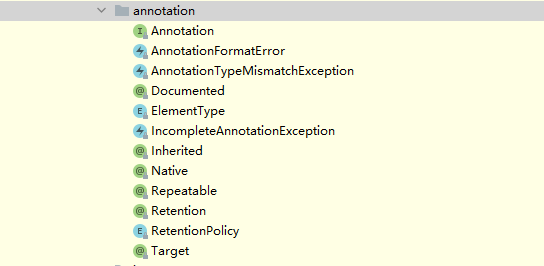 annotation
Annotation
AnnotationFormatError
AnnotationTypeMismatchException
Documented
ElementType
IncompleteAnnotationException
Inherited
Native
Repeatable
Retention
RetentionPolicy
Target